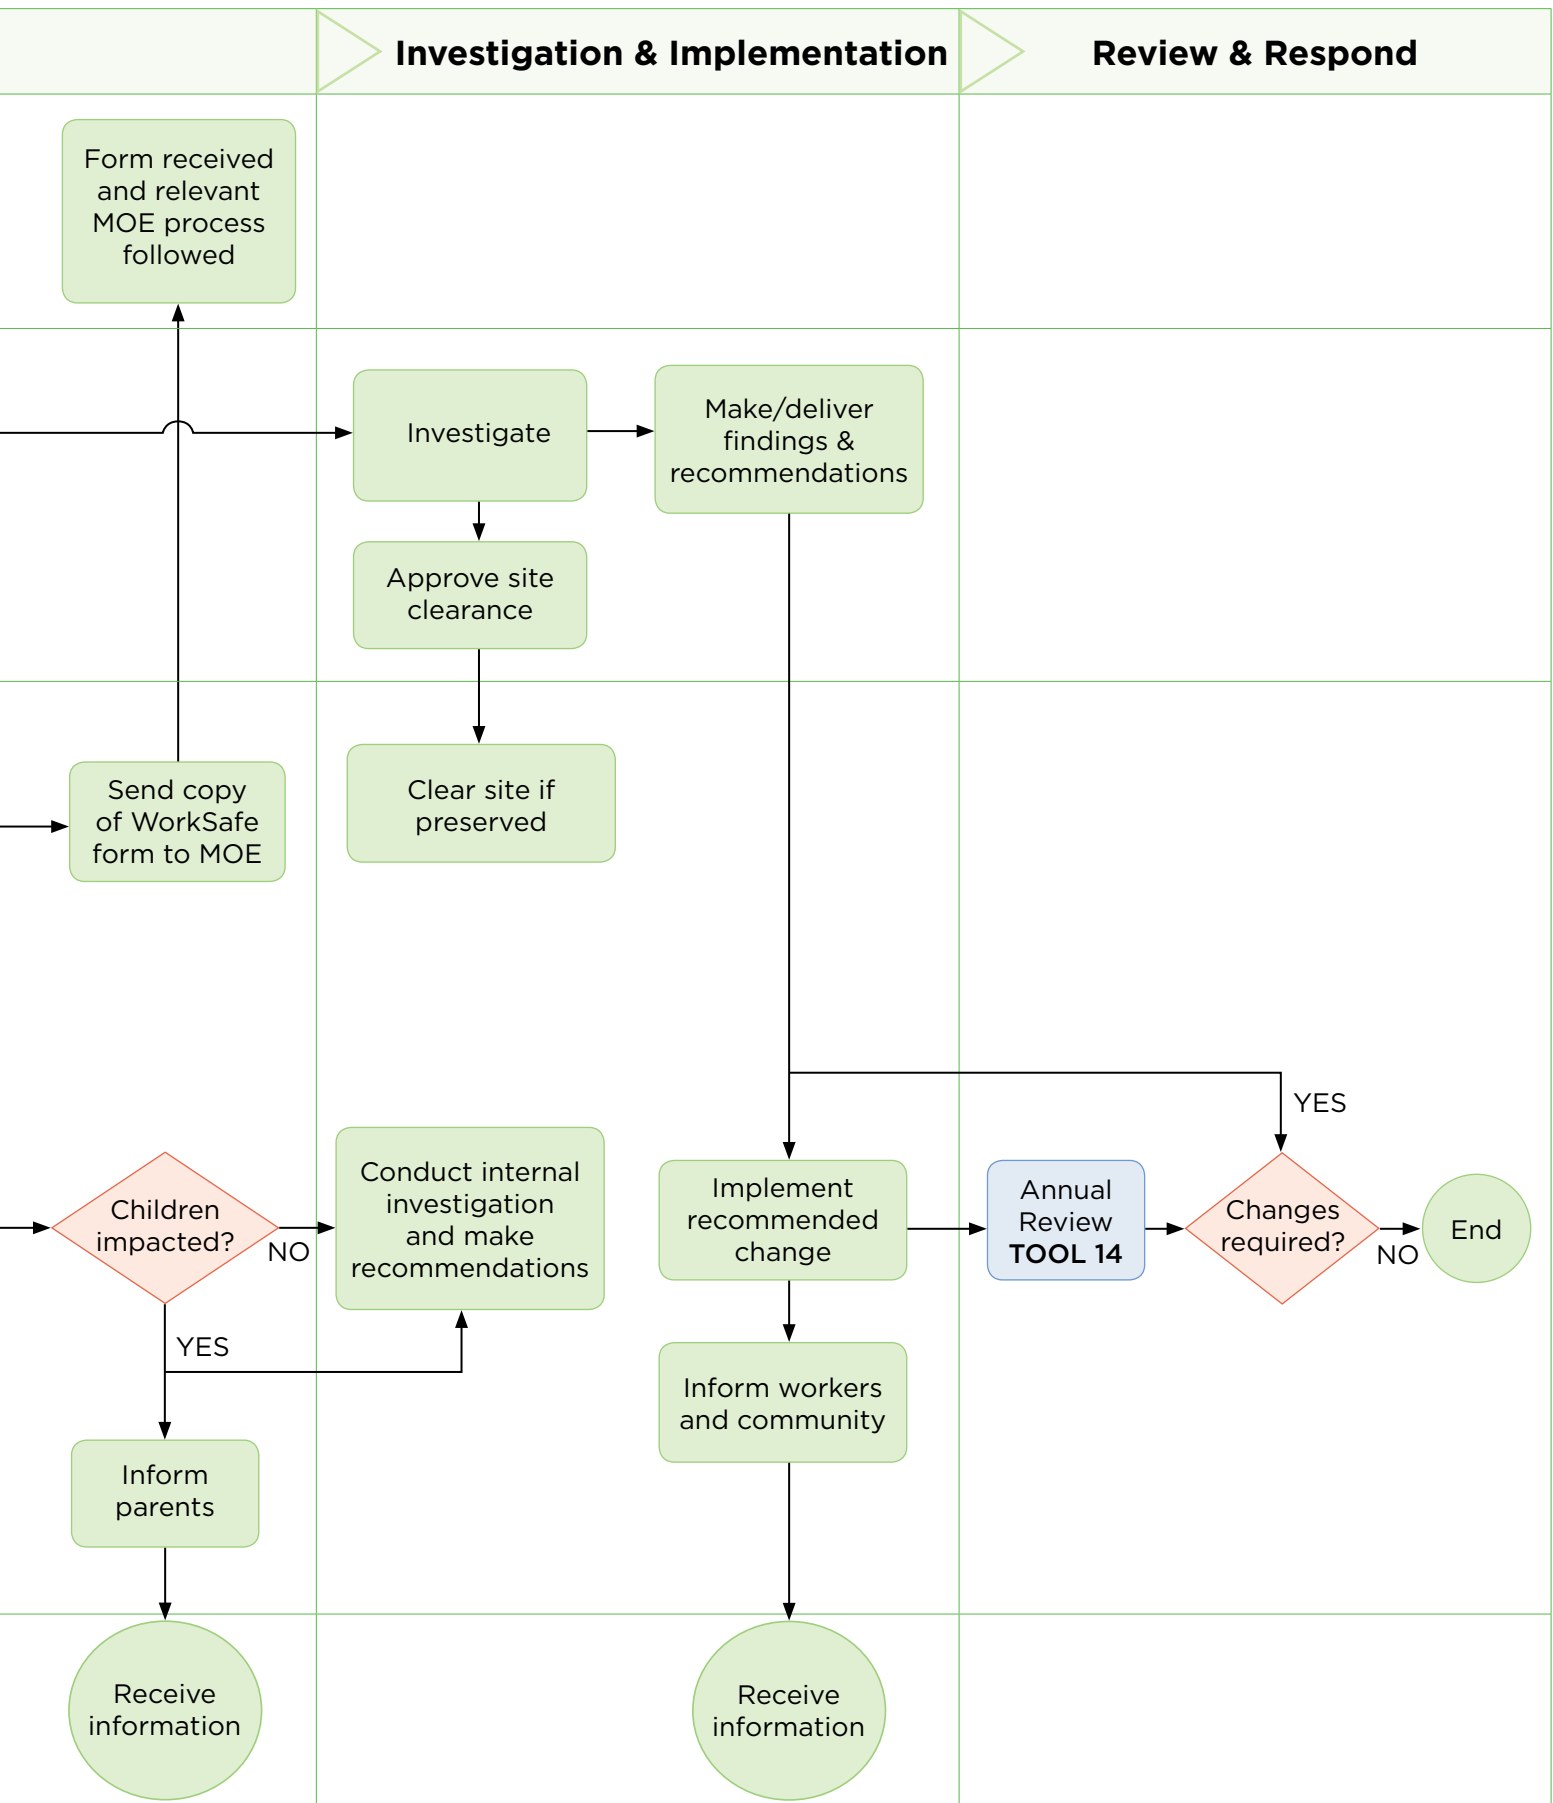 Investigation & Implementation
Review & Respond
Form received
and relevant
MOE process
followed
Investigate
Make/deliver
findings &
recommendations
Approve site
clearance
Send copy
of WorkSafe
form to MOE
Clear site if
preserved
YES
Children
impacted?
NO
Conduct internal
investigation
and make
recommendations
Implement
recommended
change
Annual
Review
TOOL 14
Changes
required?
NO
End
YES
Inform workers
and community
Inform
parents
Receive
information
Receive
information